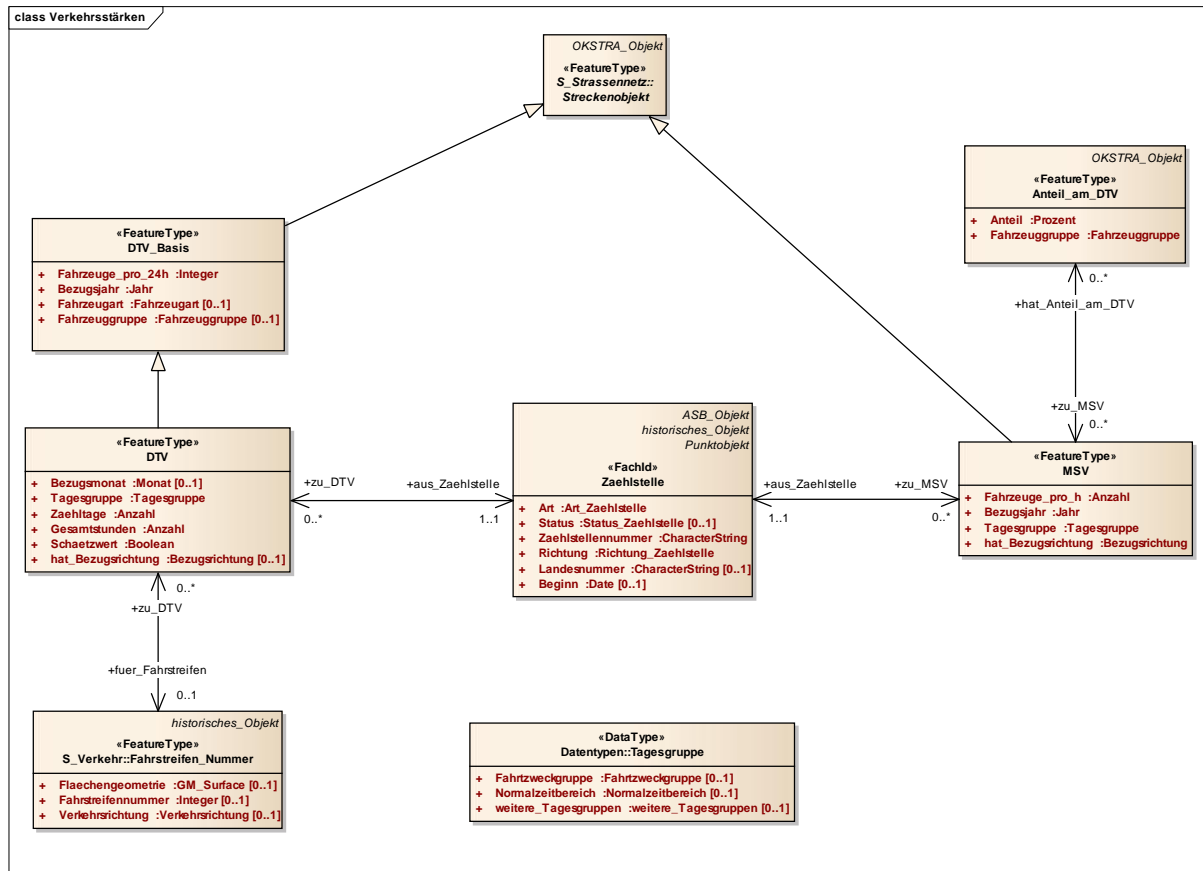 class Verkehrsstärken
OKSTRA_Objekt
«FeatureType»
S_Strassennetz::
Streckenobjekt
OKSTRA_Objekt
«FeatureType»
Anteil_am_DTV
+ Anteil :Prozent
+ Fahrzeuggruppe :Fahrzeuggruppe
«FeatureType»
DTV_Basis
+ Fahrzeuge_pro_24h :Integer
+ Bezugsjahr :Jahr
+ Fahrzeugart :Fahrzeugart [0..1]
+ Fahrzeuggruppe :Fahrzeuggruppe [0..1]
0..*
+hat_Anteil_am_DTV
+zu_MSV
0..*
«FeatureType»
DTV
+ Bezugsmonat :Monat [0..1]
+ Tagesgruppe :Tagesgruppe
+ Zaehltage :Anzahl
+ Gesamtstunden :Anzahl
+ Schaetzwert :Boolean
+ hat_Bezugsrichtung :Bezugsrichtung [0..1]
+zu_DTV
0..*
+aus_Zaehlstelle
1..1
ASB_Objekt
historisches_Objekt
Punktobjekt
«FachId»
Zaehlstelle
+ Art :Art_Zaehlstelle
+ Status :Status_Zaehlstelle [0..1]
+ Zaehlstellennummer :CharacterString
+ Richtung :Richtung_Zaehlstelle
+ Landesnummer :CharacterString [0..1]
+ Beginn :Date [0..1]
+aus_Zaehlstelle
1..1
+zu_MSV
0..*
«FeatureType»
MSV
+ Fahrzeuge_pro_h :Anzahl
+ Bezugsjahr :Jahr
+ Tagesgruppe :Tagesgruppe
+ hat_Bezugsrichtung :Bezugsrichtung
0..*
+zu_DTV
+fuer_Fahrstreifen
0..1
historisches_Objekt
«FeatureType»
S_Verkehr::Fahrstreifen_Nummer
+ Flaechengeometrie :GM_Surface [0..1]
+ Fahrstreifennummer :Integer [0..1]
+ Verkehrsrichtung :Verkehrsrichtung [0..1]
«DataType»
Datentypen::Tagesgruppe
+ Fahrtzweckgruppe :Fahrtzweckgruppe [0..1]
+ Normalzeitbereich :Normalzeitbereich [0..1]
+ weitere_Tagesgruppen :weitere_Tagesgruppen [0..1]